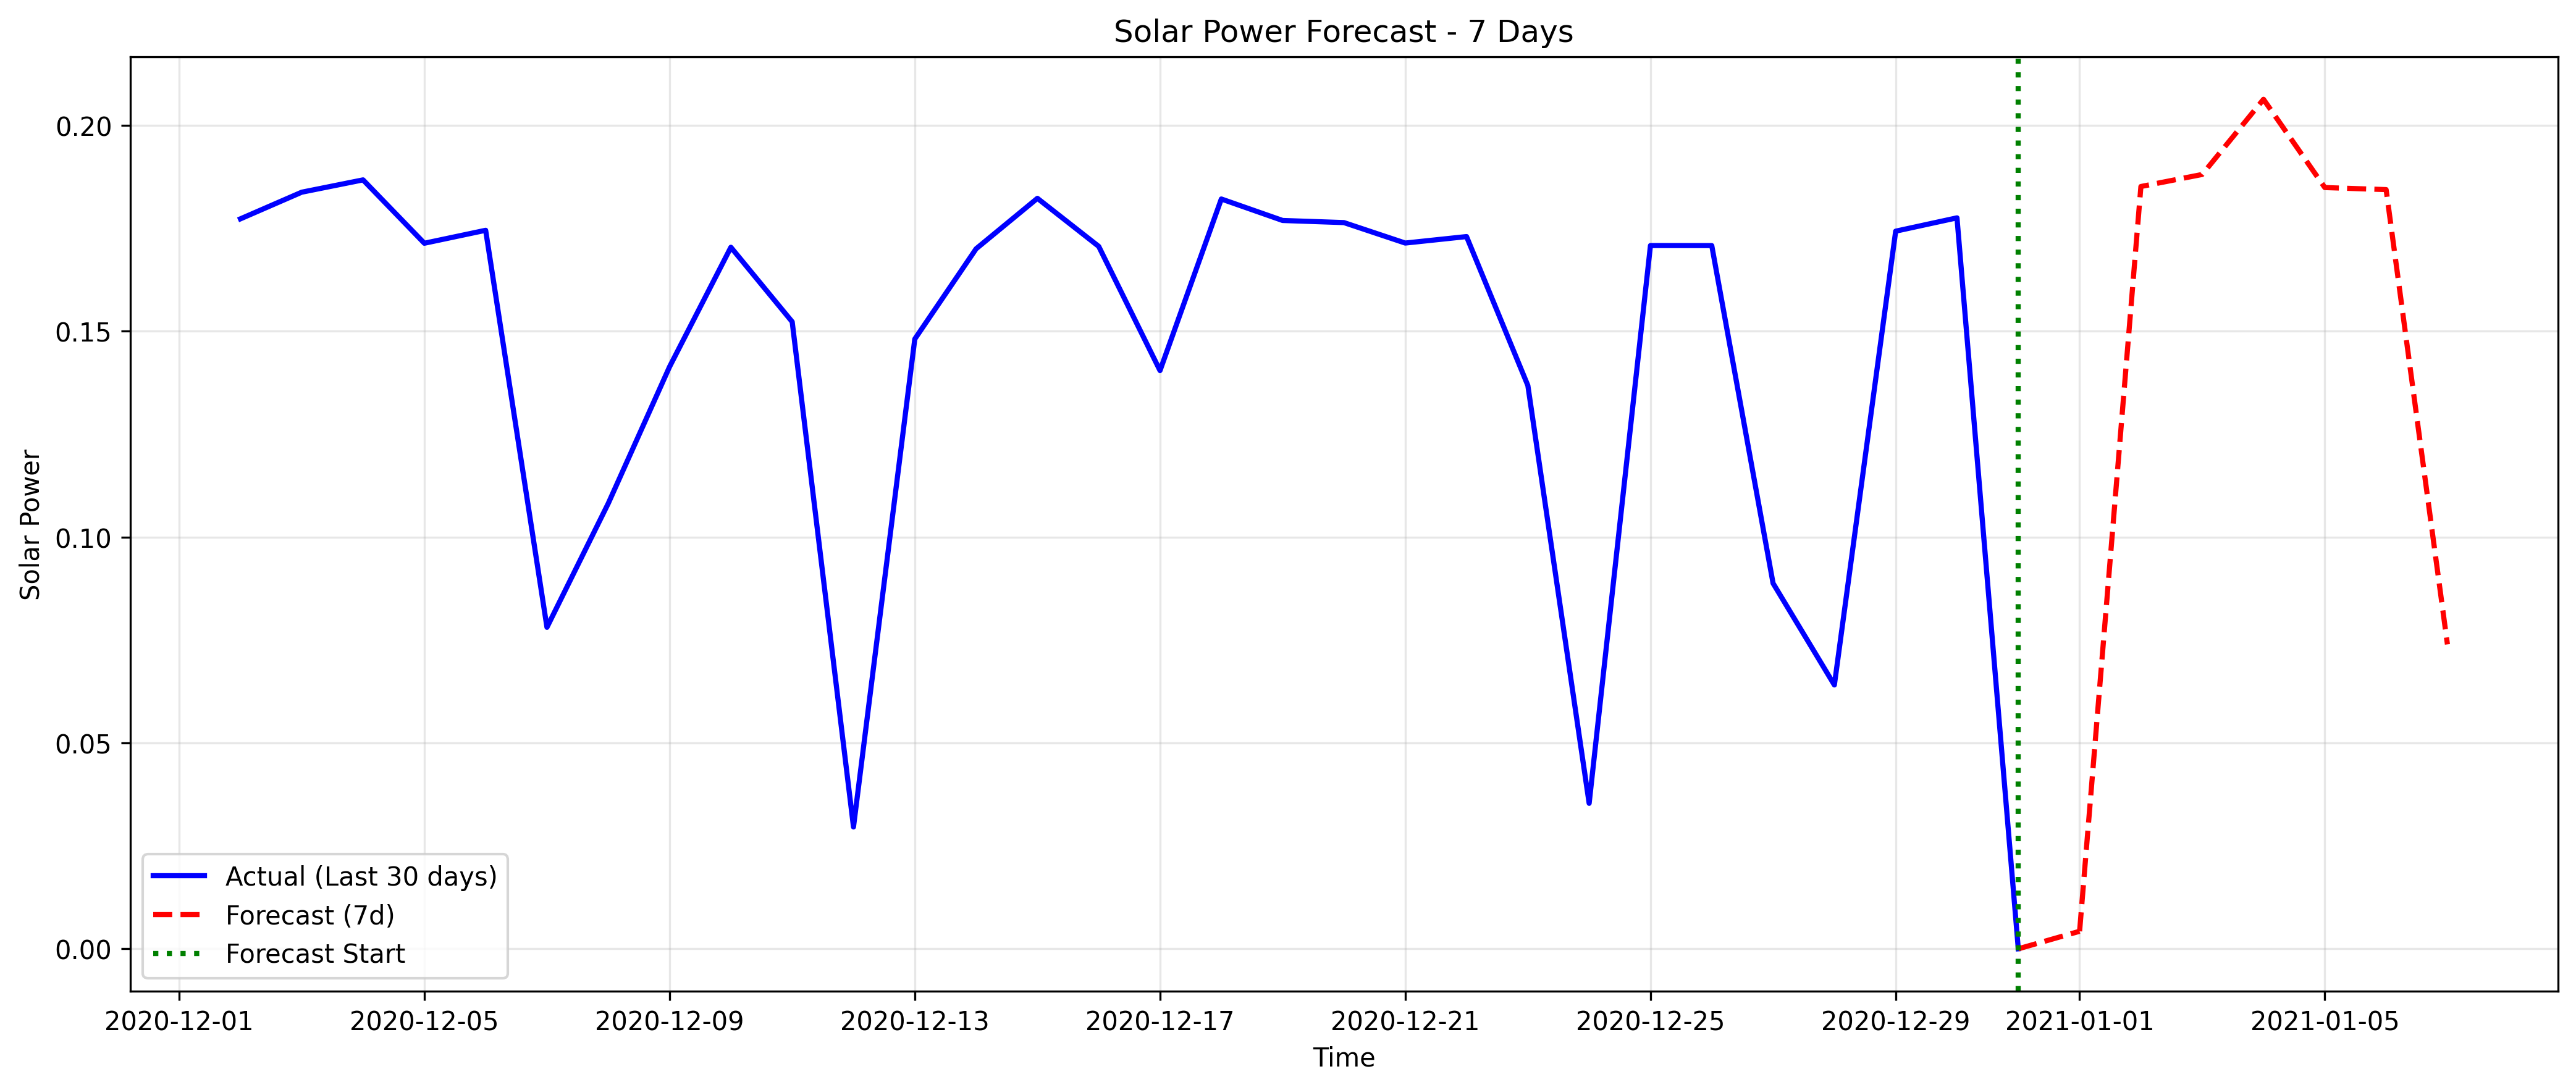 Solar Power Forecast - 7 Days
Solar Power
0.20
0.15
0.10
0.05
0.00
Actual (Last 30 days)
Forecast (7d)
Forecast Start
2020-12-01 2020-12-05 2020-12-09 2020-12-13 2020-12-17 2020-12-21 2020-12-25 2020-12-29 2021-01-01 2021-01-05
Time